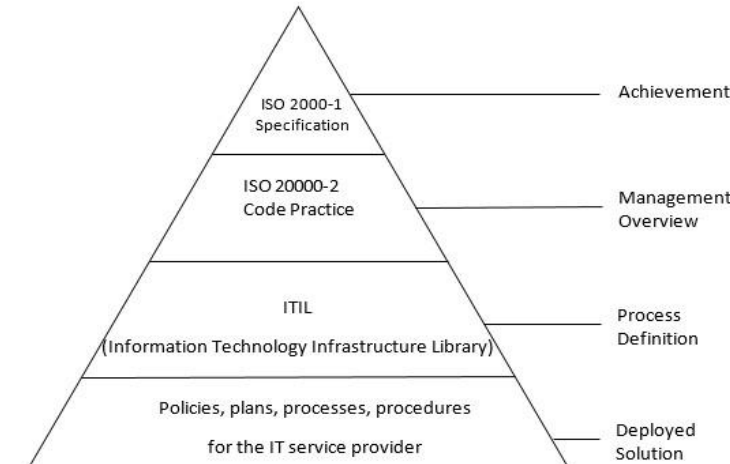 ISO 2000-1
Specification
Achievement
ISO 20000-2
Code Practice
Management
Overview
ITIL
(Information Technology Infrastructure Library)
Process
Definition
Policies, plans, processes, procedures
for the IT service provider
Deployed
Solution